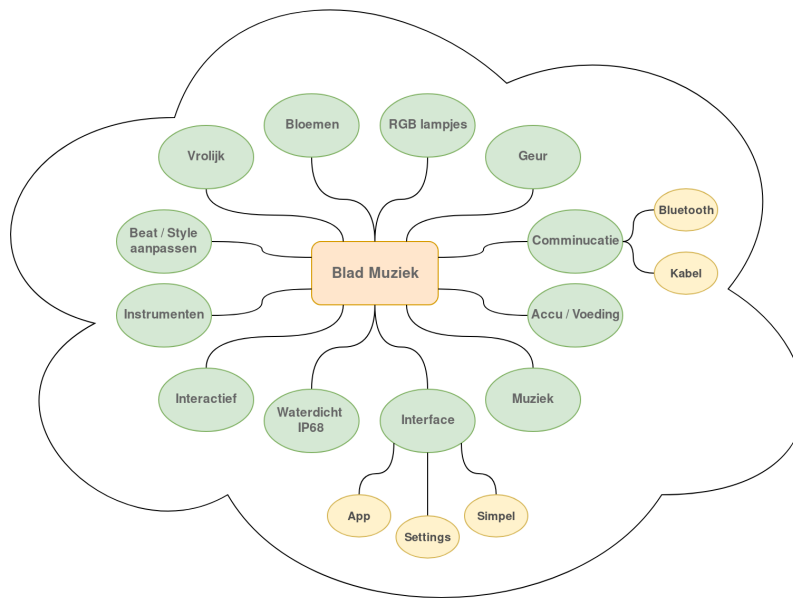 Bloemen
RGB lampjes
Vrolijk
Geur
Bluetooth
Beat / Style
aanpassen
Comminucatie
Blad Muziek
Kabel
Instrumenten
Accu / Voeding
Interactief
Muziek
Waterdicht
IP68
Interface
App
Simpel
Settings